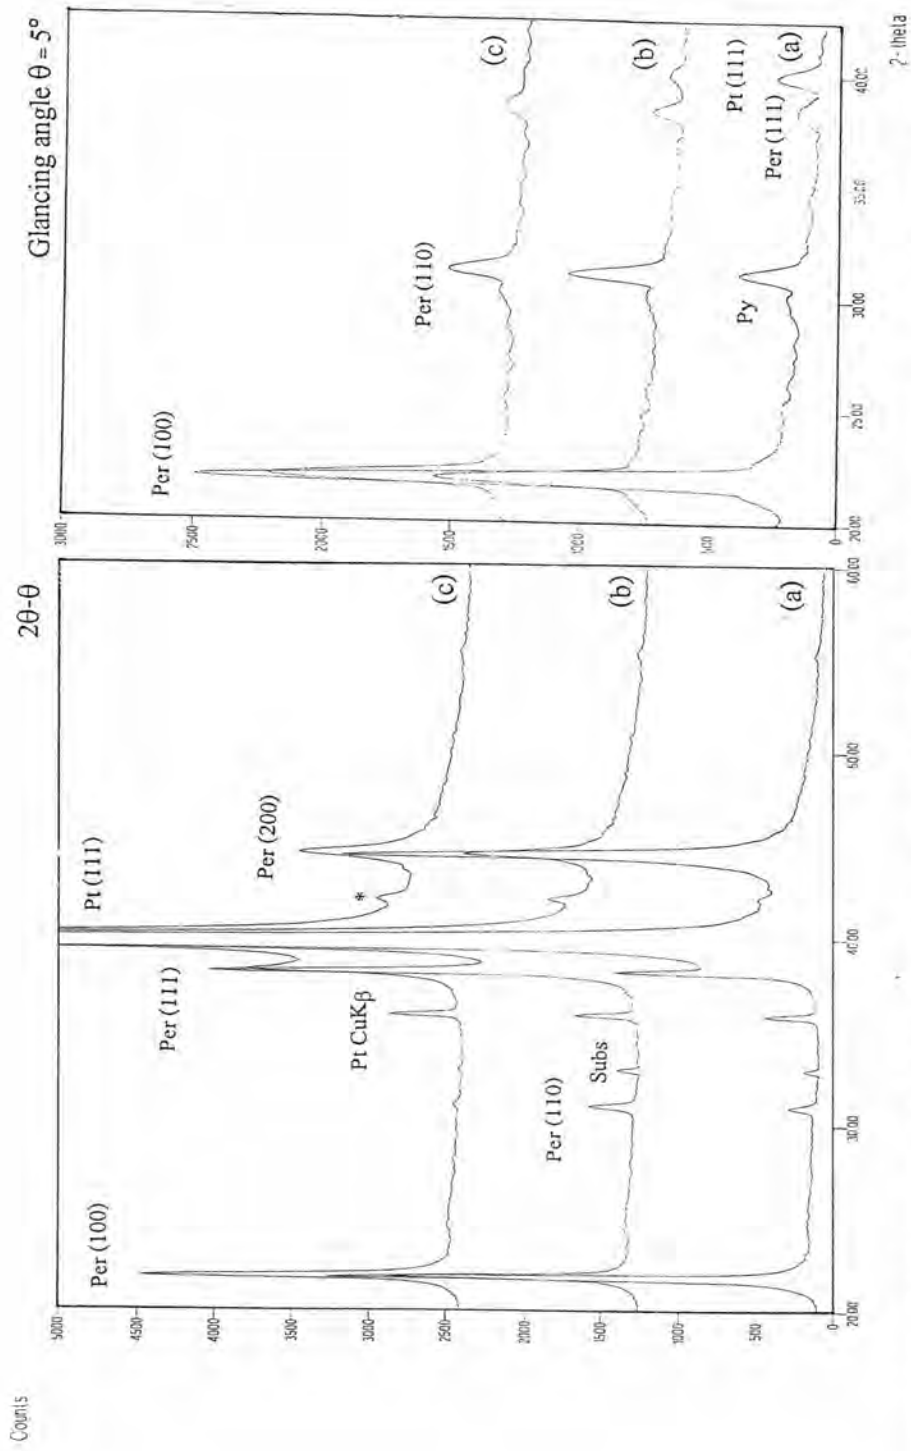 Counts
2θ-θ
5000
4500
4000
3500
3000
2500
2000
1500
1000
500
0
Per (100)
Per (111)
Pt (111)
Per (200)
*
Pt CuKβ
(c)
Per (110)
Subs
(b)
(a)
20.00
30.00
40.00
50.00
60.00
Glancing angle θ = 5°
3000
2500
2000
1500
1000
500
0
Per (100)
Per (110)
(c)
(b)
Py
Per (111)
Pt (111)
(a)
20.00
25.00
30.00
35.00
40.00
2-theta